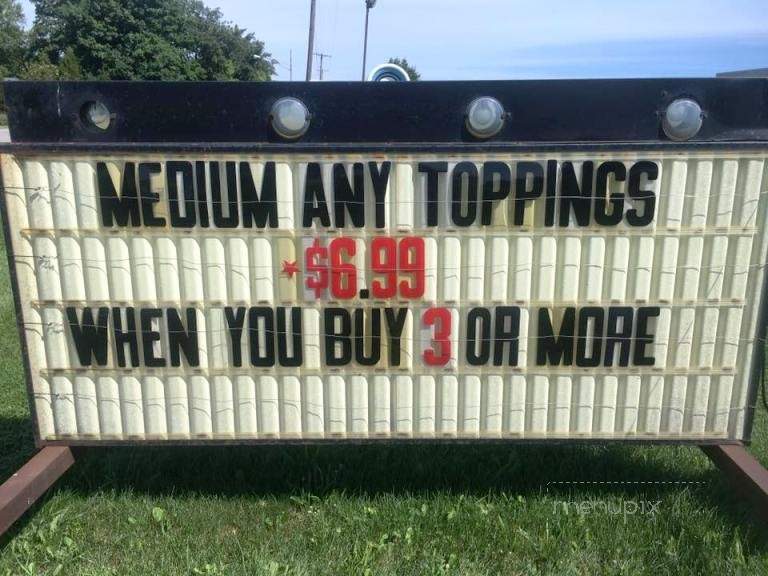 MEDIUM ANY TOPPINGS
★$6.99
WHEN YOU BUY 3 OR MORE
menupix